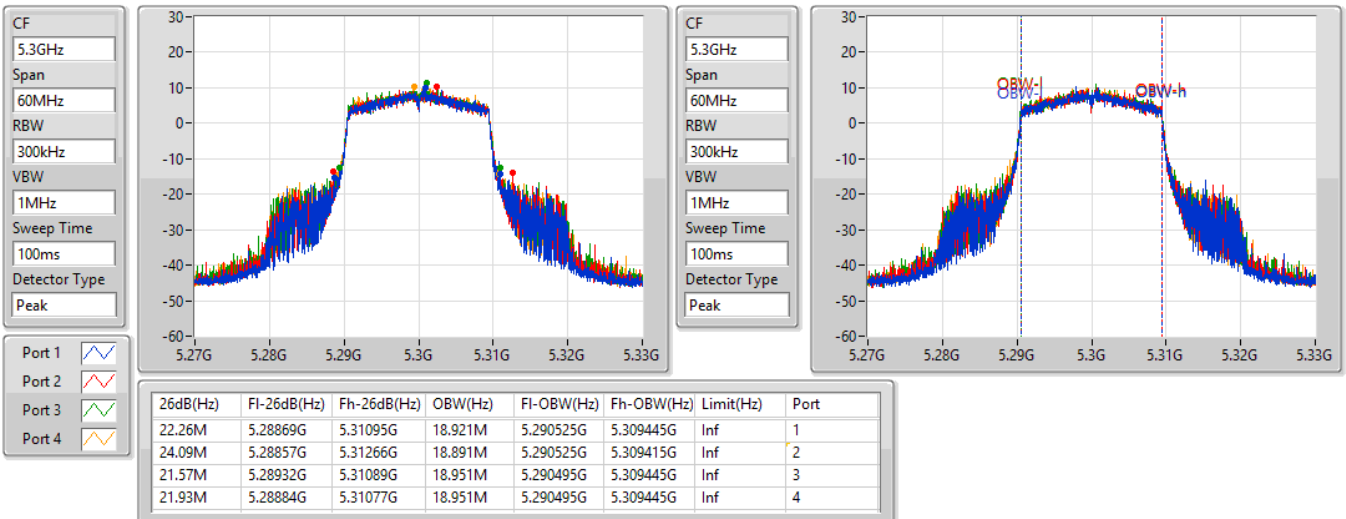 CF
5.3GHz
Span
60MHz
RBW
300kHz
VBW
1MHz
Sweep Time
100ms
Detector Type
Peak
30
20
10
0
-10
-20
-30
-40
-50
-60
5.27G 5.28G 5.29G 5.3G 5.31G 5.32G 5.33G
CF
5.3GHz
Span
60MHz
RBW
300kHz
VBW
1MHz
Sweep Time
100ms
Detector Type
Peak
30
20
10
0
-10
-20
-30
-40
-50
-60
OBW-l
OBW-l
OBW-h
5.27G 5.28G 5.29G 5.3G 5.31G 5.32G 5.33G
Port 1
Port 2
Port 3
Port 4
26dB(Hz) Fl-26dB(Hz) Fh-26dB(Hz) OBW(Hz) Fl-OBW(Hz) Fh-OBW(Hz) Limit(Hz) Port
22.26M 5.28869G 5.31095G 18.921M 5.290525G 5.309445G Inf 1
24.09M 5.28857G 5.31266G 18.891M 5.290525G 5.309415G Inf 2
21.57M 5.28932G 5.31089G 18.951M 5.290495G 5.309445G Inf 3
21.93M 5.28884G 5.31077G 18.951M 5.290495G 5.309445G Inf 4